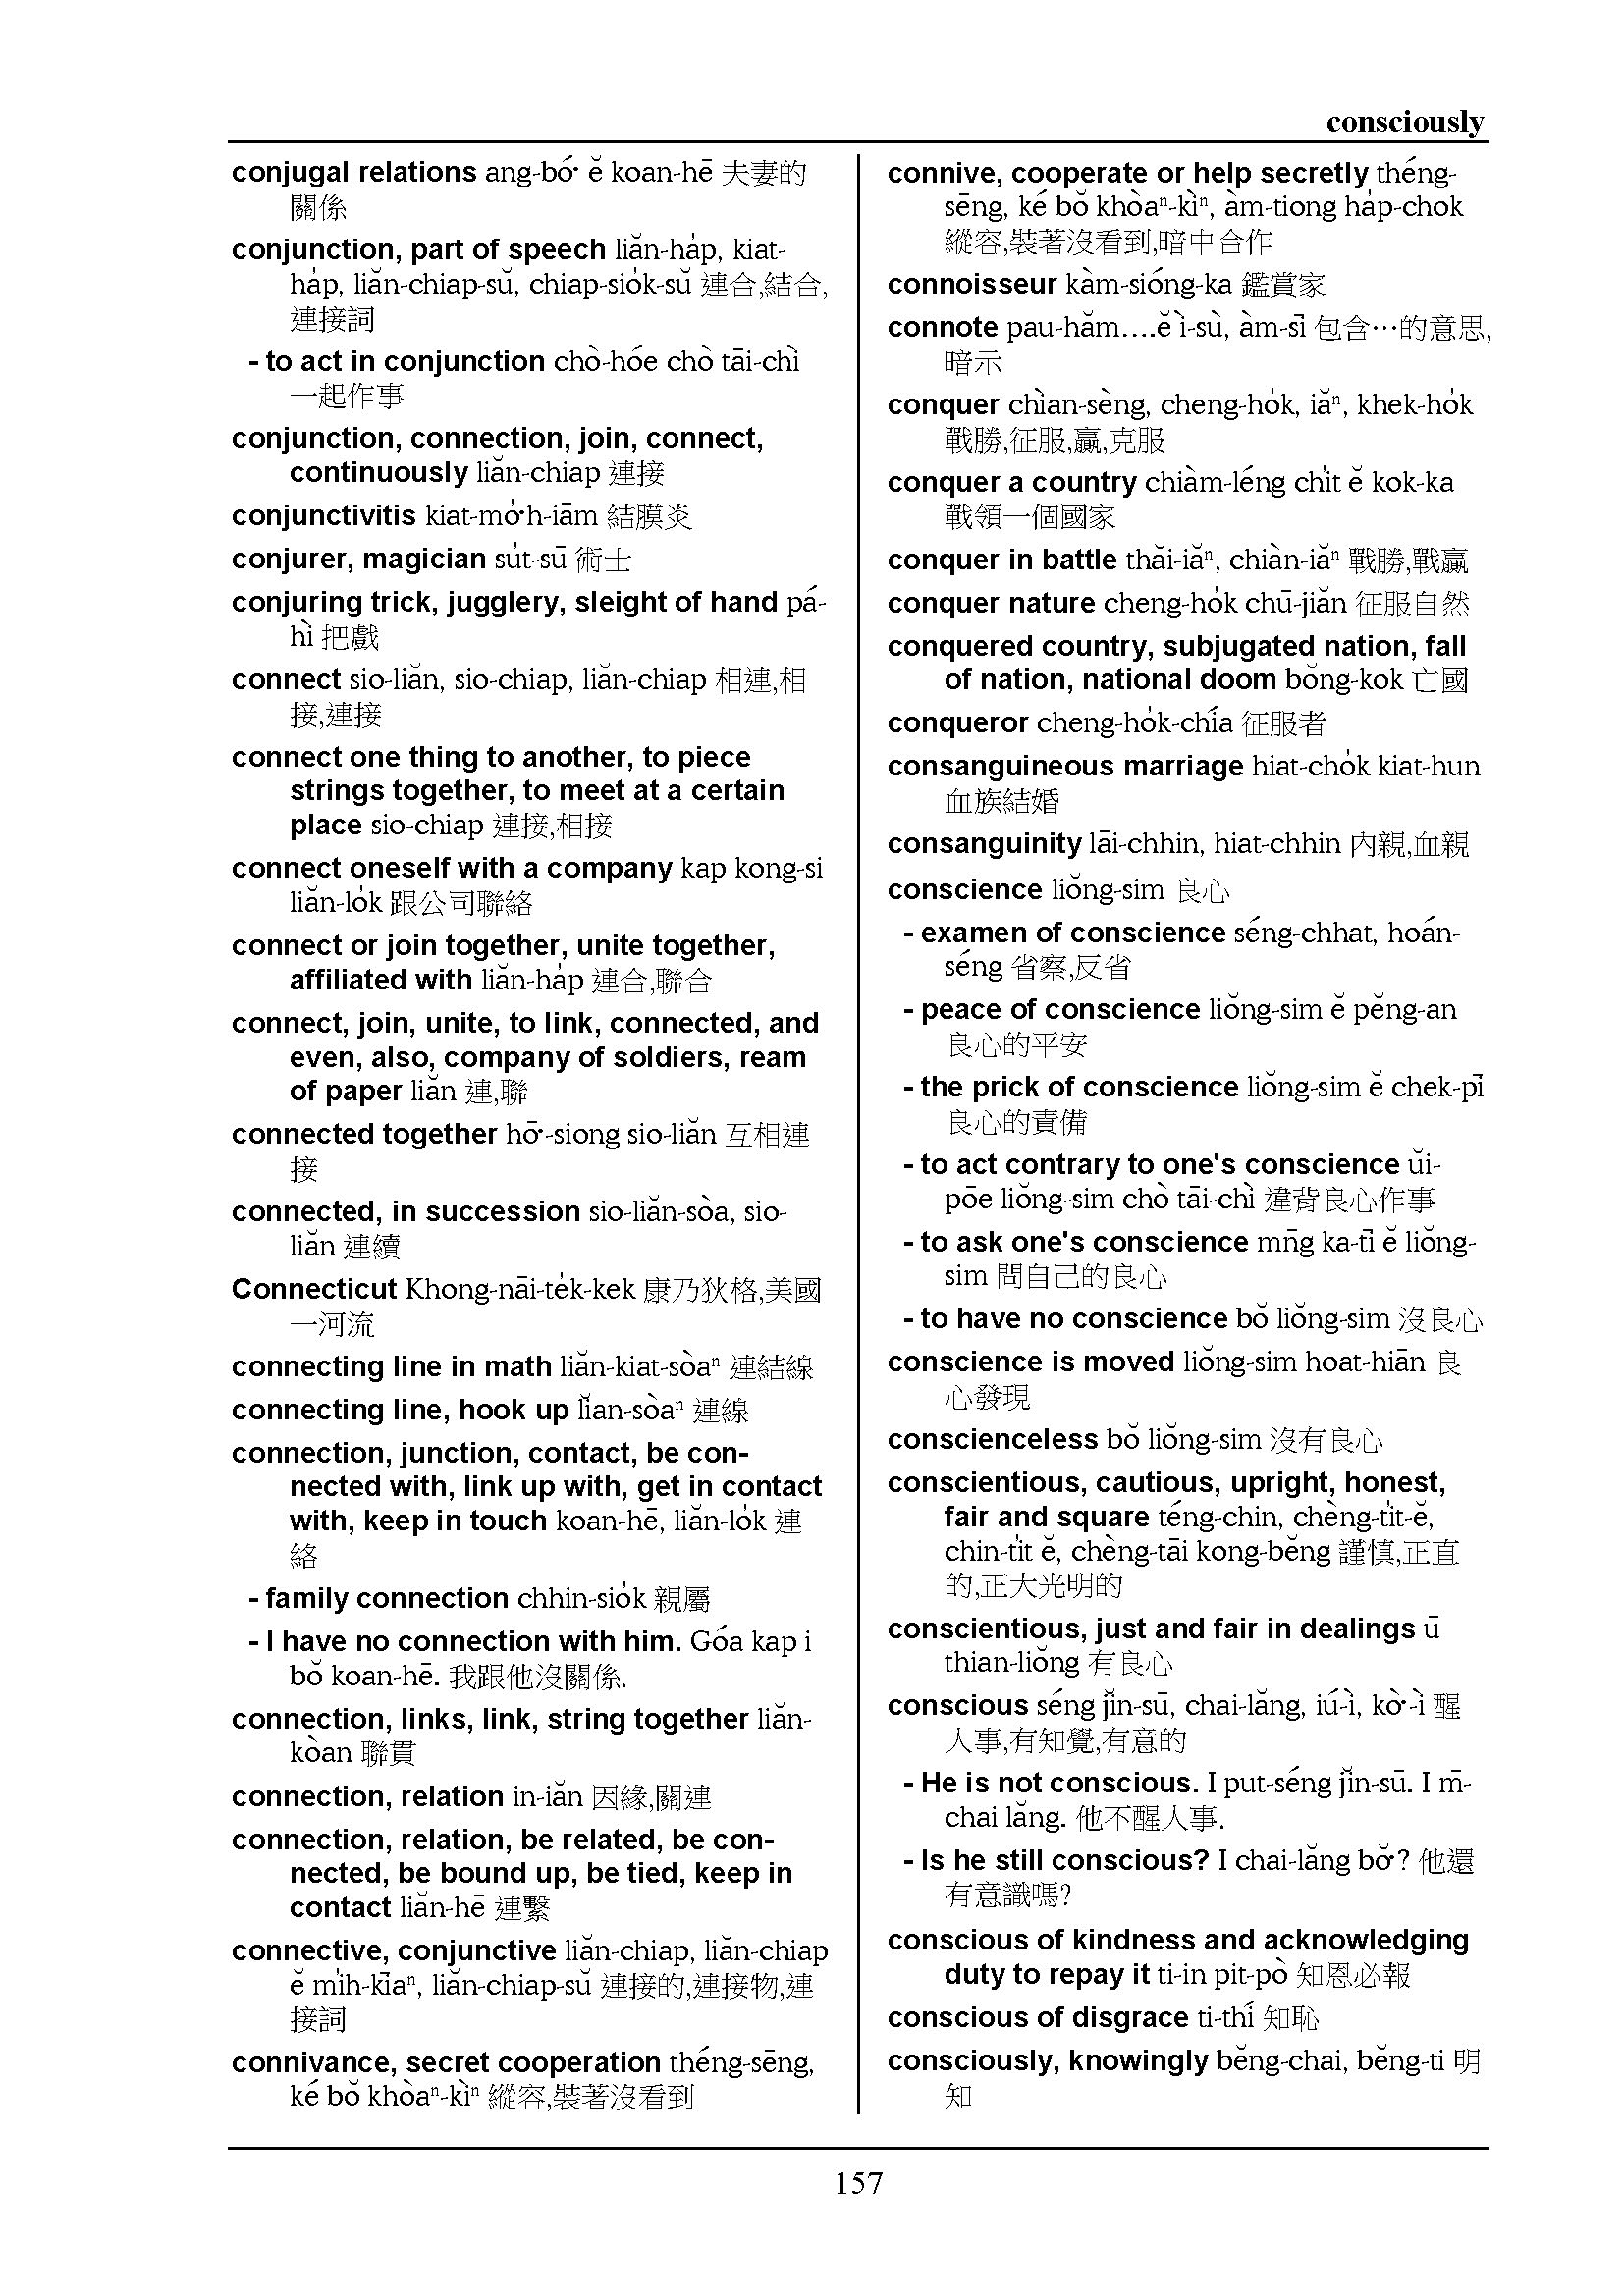 consciously
conjugal relations ang-bó͘ ĕ koan-hē 夫妻的
關係
conjunction, part of speech liăn-ha̍p, kiat-
ha̍p, liăn-chiap-sŭ, chiap-sio̍k-sŭ 連合,結合,
連接詞
- to act in conjunction chò-hóe chò tāi-chì
一起作事
conjunction, connection, join, connect,
continuously liăn-chiap 連接
conjunctivitis kiat-mo̍͘h-iām 結膜炎
conjurer, magician su̍t-sū 術士
conjuring trick, jugglery, sleight of hand pá-
hì 把戲
connect sio-liăn, sio-chiap, liăn-chiap 相連,相
接,連接
connect one thing to another, to piece
strings together, to meet at a certain
place sio-chiap 連接,相接
connect oneself with a company kap kong-si
liăn-lo̍k 跟公司聯絡
connect or join together, unite together,
affiliated with liăn-ha̍p 連合,聯合
connect, join, unite, to link, connected, and
even, also, company of soldiers, ream
of paper liăn 連,聯
connected together hō͘-siong sio-liăn 互相連
接
connected, in succession sio-liăn-sòa, sio-
liăn 連續
Connecticut Khong-nāi-te̍k-kek 康乃狄格,美國
一河流
connecting line in math liăn-kiat-sòaⁿ 連結線
connecting line, hook up lĭan-sòaⁿ 連線
connection, junction, contact, be con-
nected with, link up with, get in contact
with, keep in touch koan-hē, liăn-lo̍k 連
絡
- family connection chhin-sio̍k 親屬
- I have no connection with him. Góa kap i
bŏ koan-hē. 我跟他沒關係.
connection, links, link, string together liăn-
kòan 聯貫
connection, relation in-iăn 因緣,關連
connection, relation, be related, be con-
nected, be bound up, be tied, keep in
contact liăn-hē 連繫
connective, conjunctive liăn-chiap, liăn-chiap
ĕ mi̍h-kīaⁿ, liăn-chiap-sŭ 連接的,連接物,連
接詞
connivance, secret cooperation théng-sēng,
ké bŏ khòaⁿ-kìⁿ 縱容,裝著沒看到
connive, cooperate or help secretly théng-
sēng, ké bŏ khòaⁿ-kìⁿ, àm-tiong ha̍p-chok
縱容,裝著沒看到,暗中合作
connoisseur kàm-sióng-ka 鑑賞家
connote pau-hăm....ĕ ì-sù, àm-sī 包含⋯的意思,
暗示
conquer chìan-sèng, cheng-ho̍k, iăⁿ, khek-ho̍k
戰勝,征服,贏,克服
conquer a country chiàm-léng chi̍t ĕ kok-ka
戰領一個國家
conquer in battle thăi-iăⁿ, chiàn-iăⁿ 戰勝,戰贏
conquer nature cheng-ho̍k chū-jiăn 征服自然
conquered country, subjugated nation, fall
of nation, national doom bŏng-kok 亡國
conqueror cheng-ho̍k-chía 征服者
consanguineous marriage hiat-cho̍k kiat-hun
血族結婚
consanguinity lāi-chhin, hiat-chhin 內親,血親
conscience liŏng-sim 良心
- examen of conscience séng-chhat, hoán-
séng 省察,反省
- peace of conscience liŏng-sim ĕ pĕng-an
良心的平安
- the prick of conscience liŏng-sim ĕ chek-pī
良心的責備
- to act contrary to one's conscience ŭi-
pōe liŏng-sim chò tāi-chì 違背良心作事
- to ask one's conscience mn̄g ka-tī ĕ liŏng-
sim 問自己的良心
- to have no conscience bŏ liŏng-sim 沒良心
conscience is moved liŏng-sim hoat-hiān 良
心發現
conscienceless bŏ liŏng-sim 沒有良心
conscientious, cautious, upright, honest,
fair and square téng-chin, chèng-ti̍t-ĕ,
chin-ti̍t ĕ, chèng-tāi kong-bĕng 謹慎,正直
的,正大光明的
conscientious, just and fair in dealings ū
thian-liŏng 有良心
conscious séng jĭn-sū, chai-lăng, iú-ì, kò͘-ì 醒
人事,有知覺,有意的
- He is not conscious. I put-séng jĭn-sū. I m̄-
chai lăng. 他不醒人事.
- Is he still conscious? I chai-lăng bŏ͘? 他還
有意識嗎?
conscious of kindness and acknowledging
duty to repay it ti-in pit-pò 知恩必報
conscious of disgrace ti-thí 知恥
consciously, knowingly bĕng-chai, bĕng-ti 明
知
157